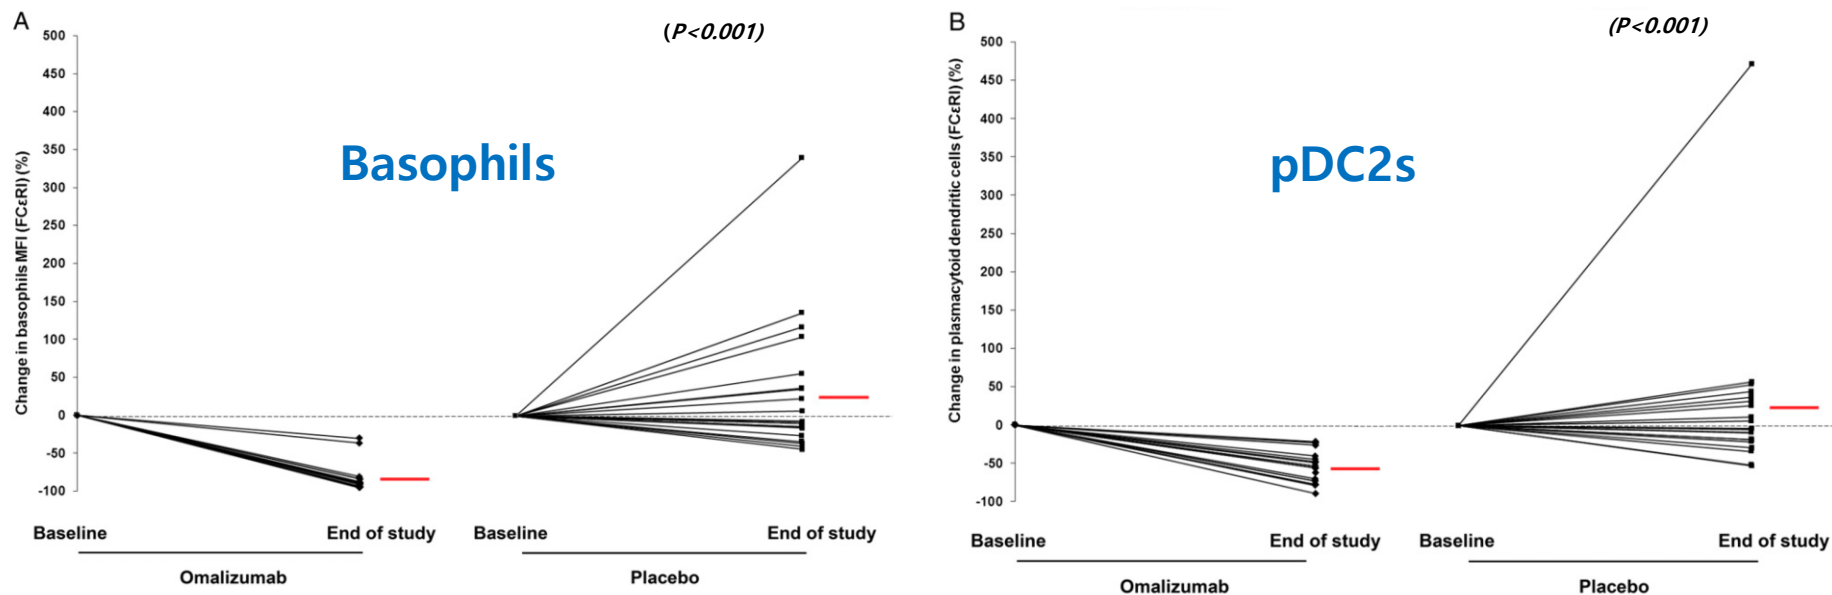 A
(P<0.001)
Change in basophils MFI (FCεRI) (%)
500
450
400
350
300
250
200
150
100
50
0
-50
-100
Basophils
Baseline
End of study
Baseline
End of study
Omalizumab
Placebo
B
(P<0.001)
Change in plasmacytoid dendritic cells (FCεRI) (%)
500
450
400
350
300
250
200
150
100
50
0
-50
-100
pDC2s
Baseline
End of study
Baseline
End of study
Omalizumab
Placebo